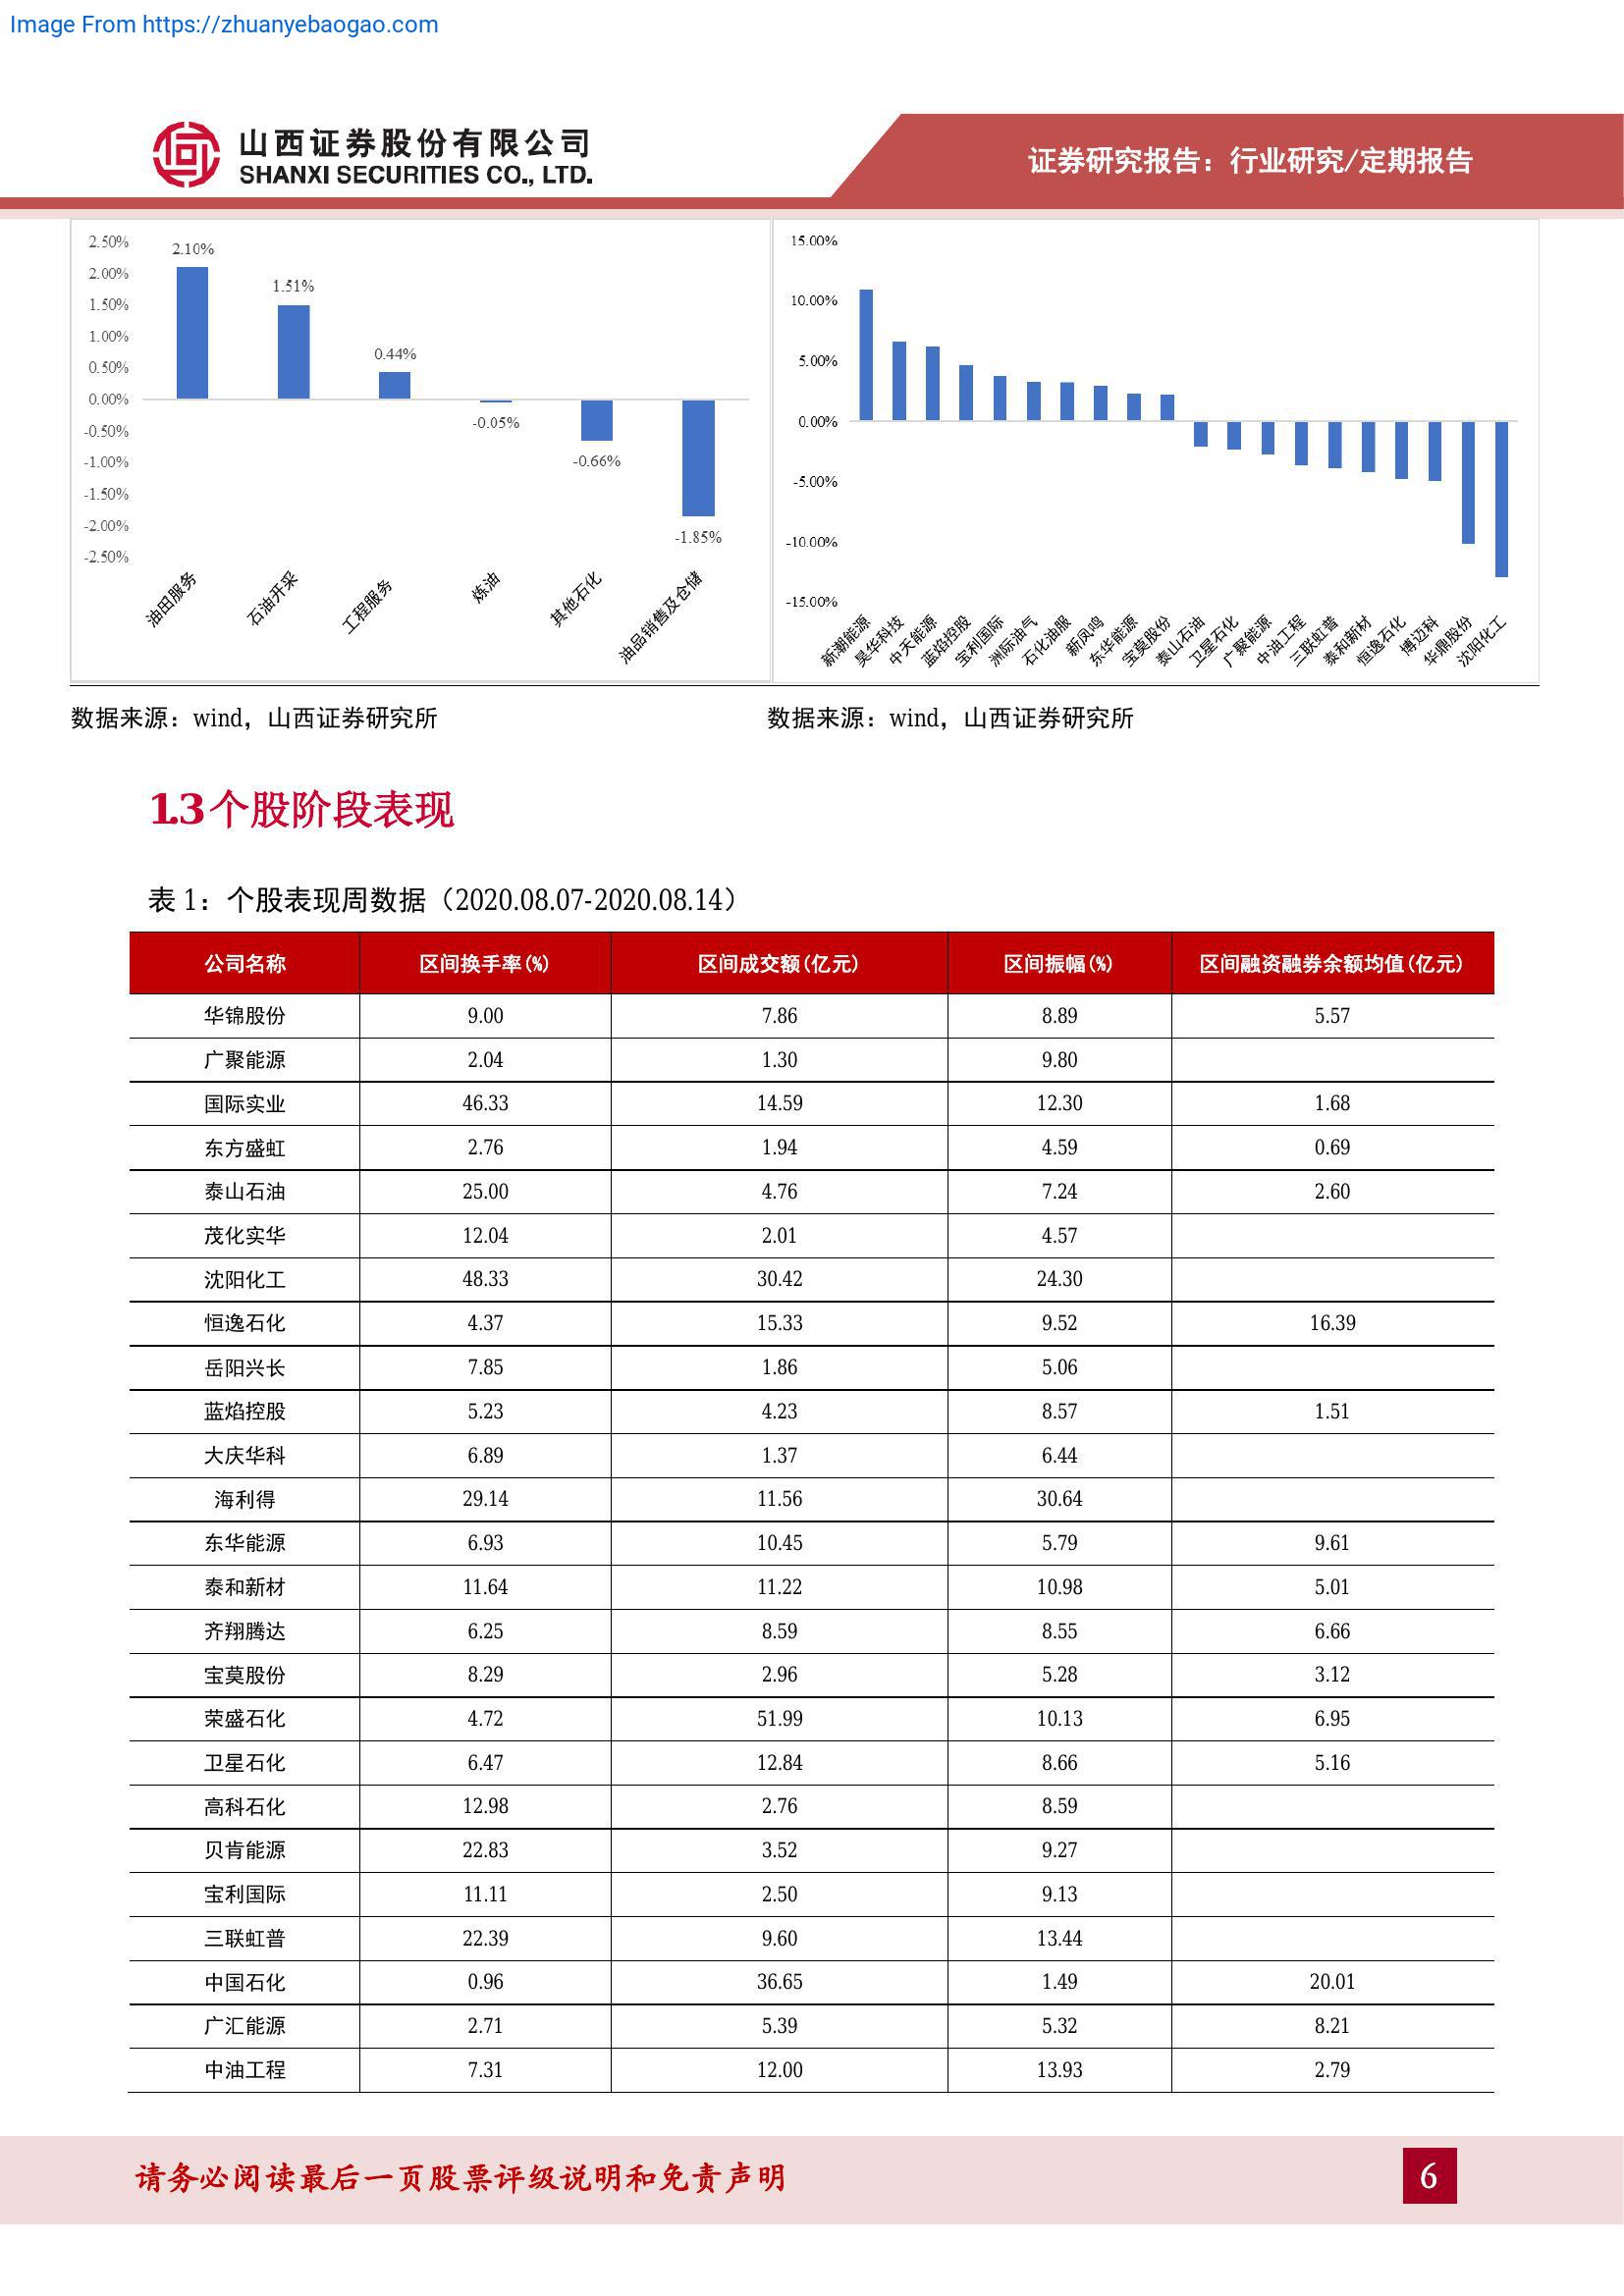 Image From https://zhuanyebaogao.com
山西证券股份有限公司
SHANXI SECURITIES CO., LTD.
证券研究报告：行业研究/定期报告
2.50%
2.00%
1.50%
1.00%
0.50%
0.00%
-0.50%
-1.00%
-1.50%
-2.00%
-2.50%
2.10%
1.51%
0.44%
-0.05%
-0.66%
-1.85%
油田服务
石油开采
工程服务
炼油
其他石化
油品销售及仓储
15.00%
10.00%
5.00%
0.00%
-5.00%
-10.00%
-15.00%
新潮能源
昊华科技
中天能源
蓝焰控股
宝利国际
洲际油气
石化油服
新凤鸣
东华能源
宝莫股份
泰山石油
卫星石化
广聚能源
中油工程
三联虹普
泰和新材
恒逸石化
博迈科
华鼎股份
沈阳化工
数据来源：wind，山西证券研究所
数据来源：wind，山西证券研究所
1.3 个股阶段表现
表 1：个股表现周数据（2020.08.07-2020.08.14）
公司名称 区间换手率(%) 区间成交额(亿元) 区间振幅(%) 区间融资融券余额均值(亿元)
华锦股份 9.00 7.86 8.89 5.57
广聚能源 2.04 1.30 9.80
国际实业 46.33 14.59 12.30 1.68
东方盛虹 2.76 1.94 4.59 0.69
泰山石油 25.00 4.76 7.24 2.60
茂化实华 12.04 2.01 4.57
沈阳化工 48.33 30.42 24.30
恒逸石化 4.37 15.33 9.52 16.39
岳阳兴长 7.85 1.86 5.06
蓝焰控股 5.23 4.23 8.57 1.51
大庆华科 6.89 1.37 6.44
海利得 29.14 11.56 30.64
东华能源 6.93 10.45 5.79 9.61
泰和新材 11.64 11.22 10.98 5.01
齐翔腾达 6.25 8.59 8.55 6.66
宝莫股份 8.29 2.96 5.28 3.12
荣盛石化 4.72 51.99 10.13 6.95
卫星石化 6.47 12.84 8.66 5.16
高科石化 12.98 2.76 8.59
贝肯能源 22.83 3.52 9.27
宝利国际 11.11 2.50 9.13
三联虹普 22.39 9.60 13.44
中国石化 0.96 36.65 1.49 20.01
广汇能源 2.71 5.39 5.32 8.21
中油工程 7.31 12.00 13.93 2.79
请务必阅读最后一页股票评级说明和免责声明
6